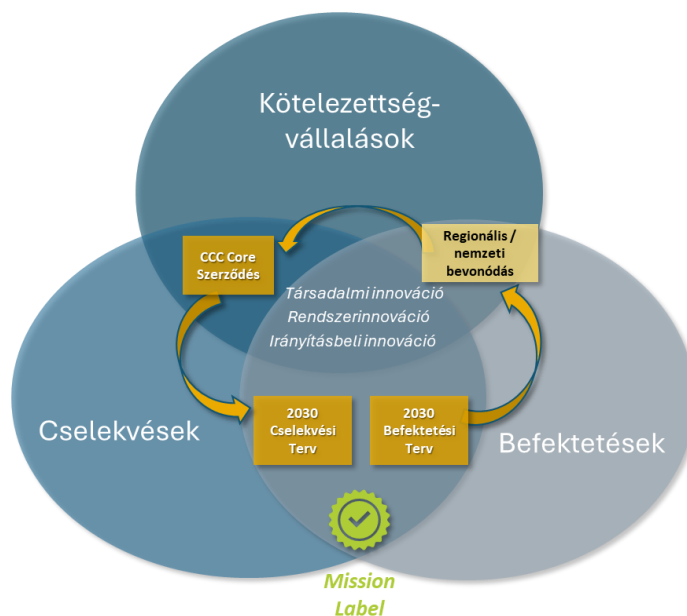 Kötelezettség-
vállalások
CCC Core
Szerződés
Regionális /
nemzeti
bevonódás
Társadalmi innováció
Rendszerinnováció
Irányításbeli innováció
Cselekvések
2030
Cselekvési
Terv
2030
Befektetési
Terv
Befektetések
Mission
Label